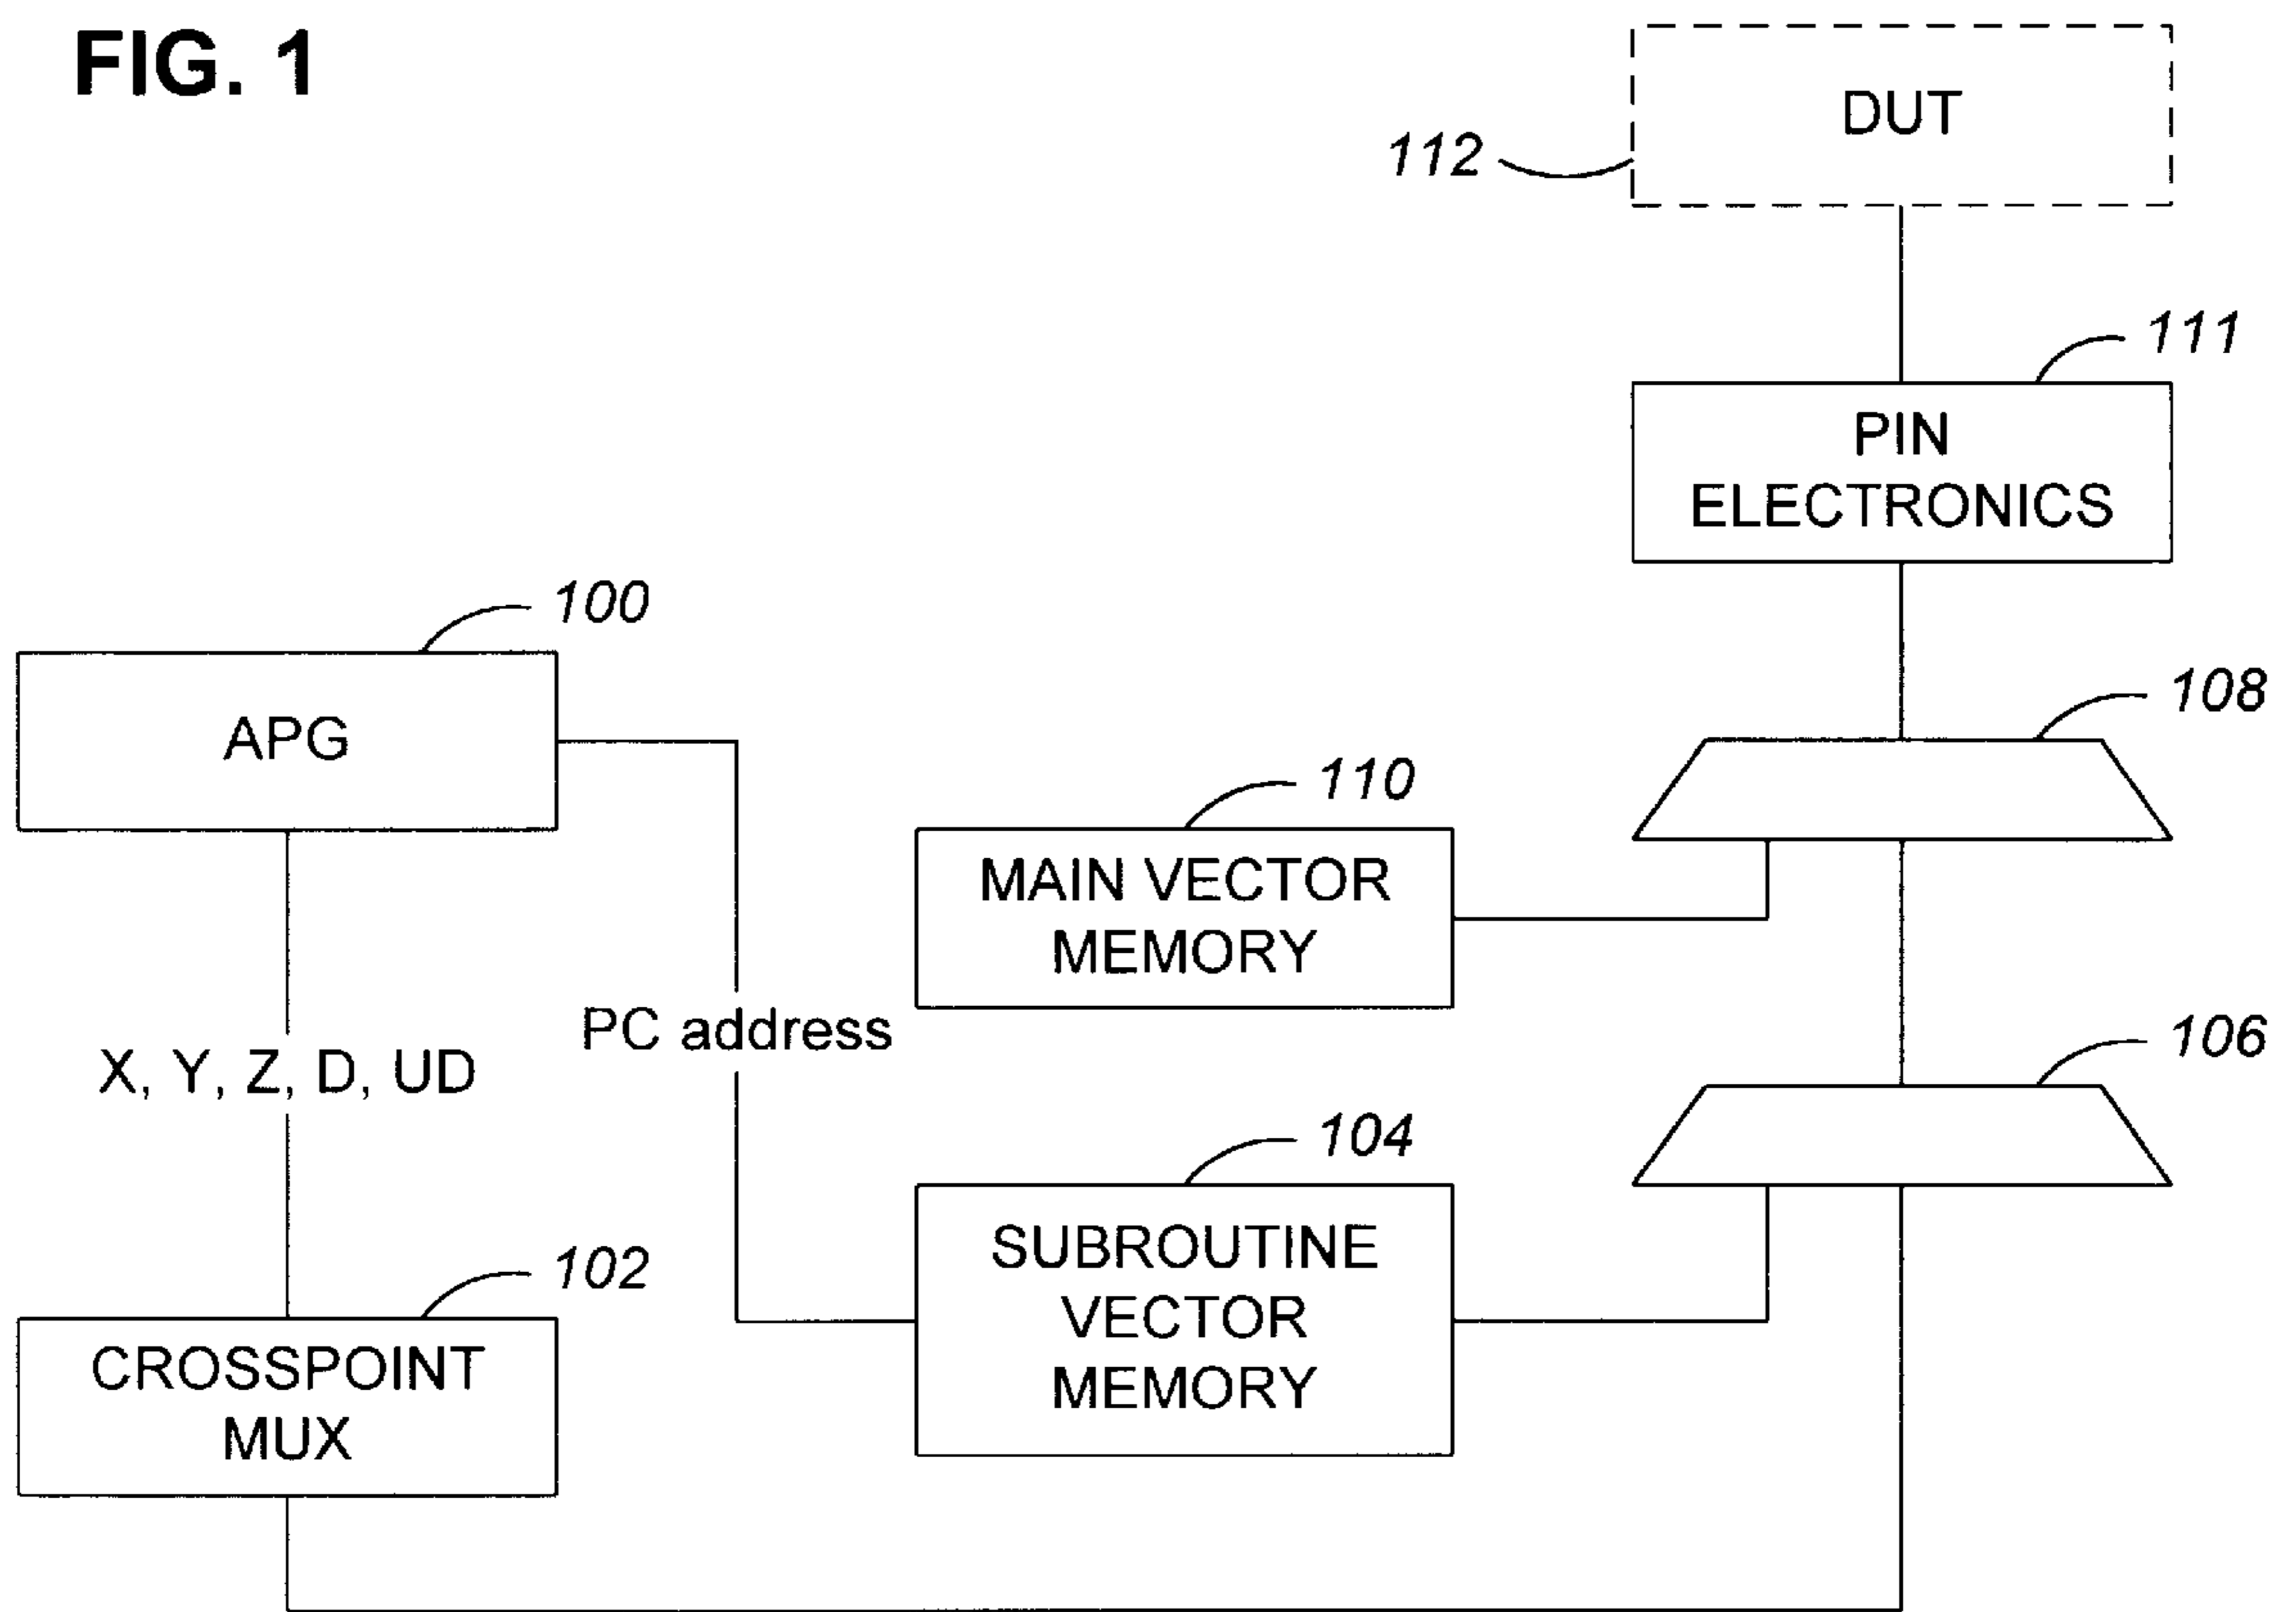 FIG. 1
DUT
112
111
PIN
ELECTRONICS
100
APG
108
110
MAIN VECTOR
MEMORY
PC address
X, Y, Z, D, UD
106
104
SUBROUTINE
VECTOR
MEMORY
102
CROSSPOINT
MUX